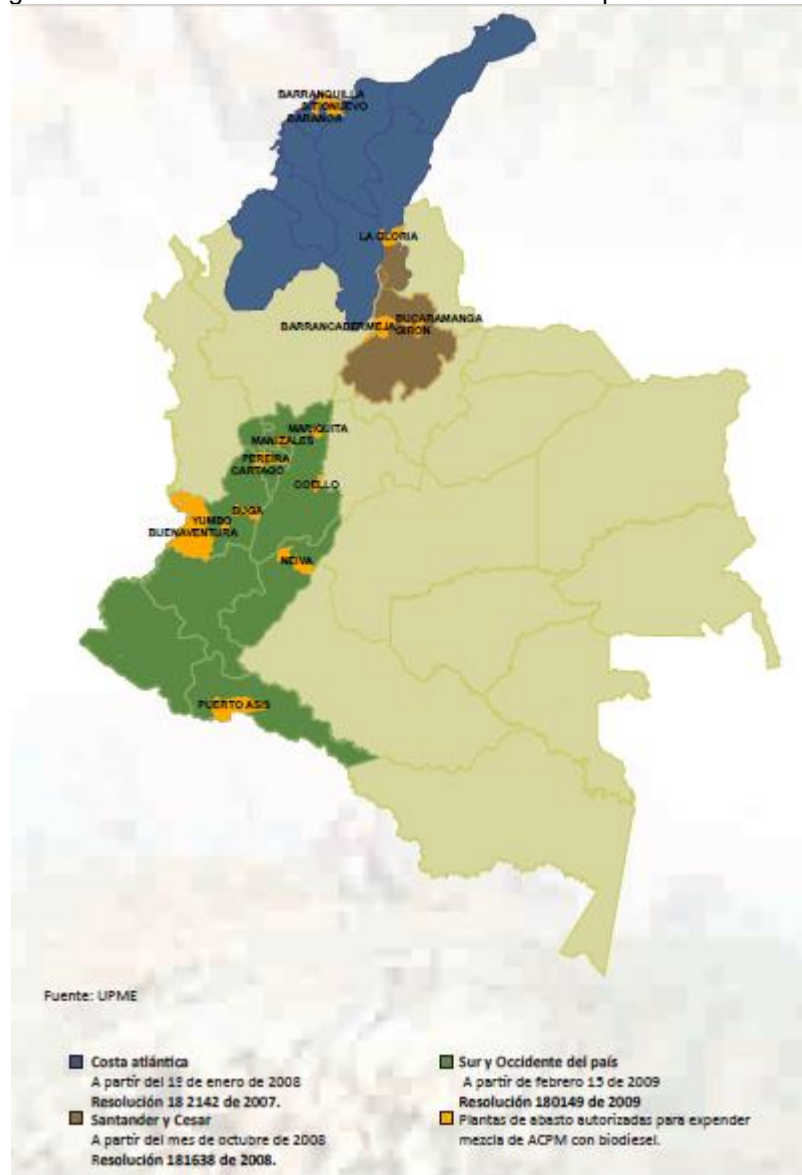 BARRANQUILLA
SITIONUEVO
BARANOA
LA GLORIA
BUCARAMANGA
BARRANCABERMEJA
GIRON
MARIQUITA
MANIZALES
PEREIRA
CARTAGO
COELLO
BUGA
YUMBO
BUENAVENTURA
NEIVA
PUERTO ASIS
Fuente: UPME
Costa atlántica
A partir del de enero de 2008
Resolución 18 2142 de 2007.
Santander y Cesar
A partir del mes de octubre de 2008
Resolución 181638 de 2008.
Sur y Occidente del país
A partir de febrero 15 de 2009
Resolución 180149 de 2009
Plantas de abasto autorizadas para expender
mezcla de ACPM con biodiesel.